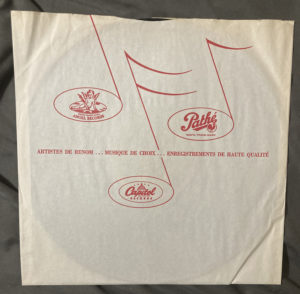 ANGEL RECORDS
Pathé
ARTISTES DE RENOM... MUSIQUE DE CHOIX... ENREGISTREMENTS DE HAUTE QUALITÉ
Capitol
RECORDS